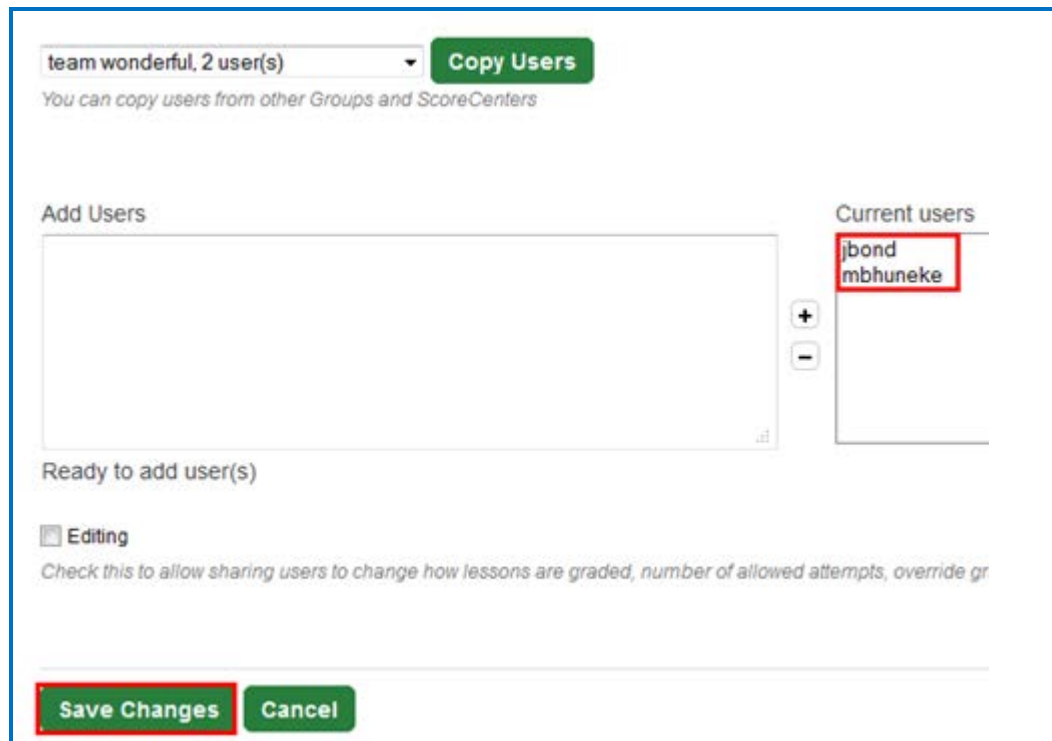 team wonderful, 2 user(s)
Copy Users
You can copy users from other Groups and ScoreCenters
Add Users
Current users
jbond
mbhuneke
+
-
Ready to add user(s)
Editing
Check this to allow sharing users to change how lessons are graded, number of allowed attempts, override gr
Save Changes
Cancel